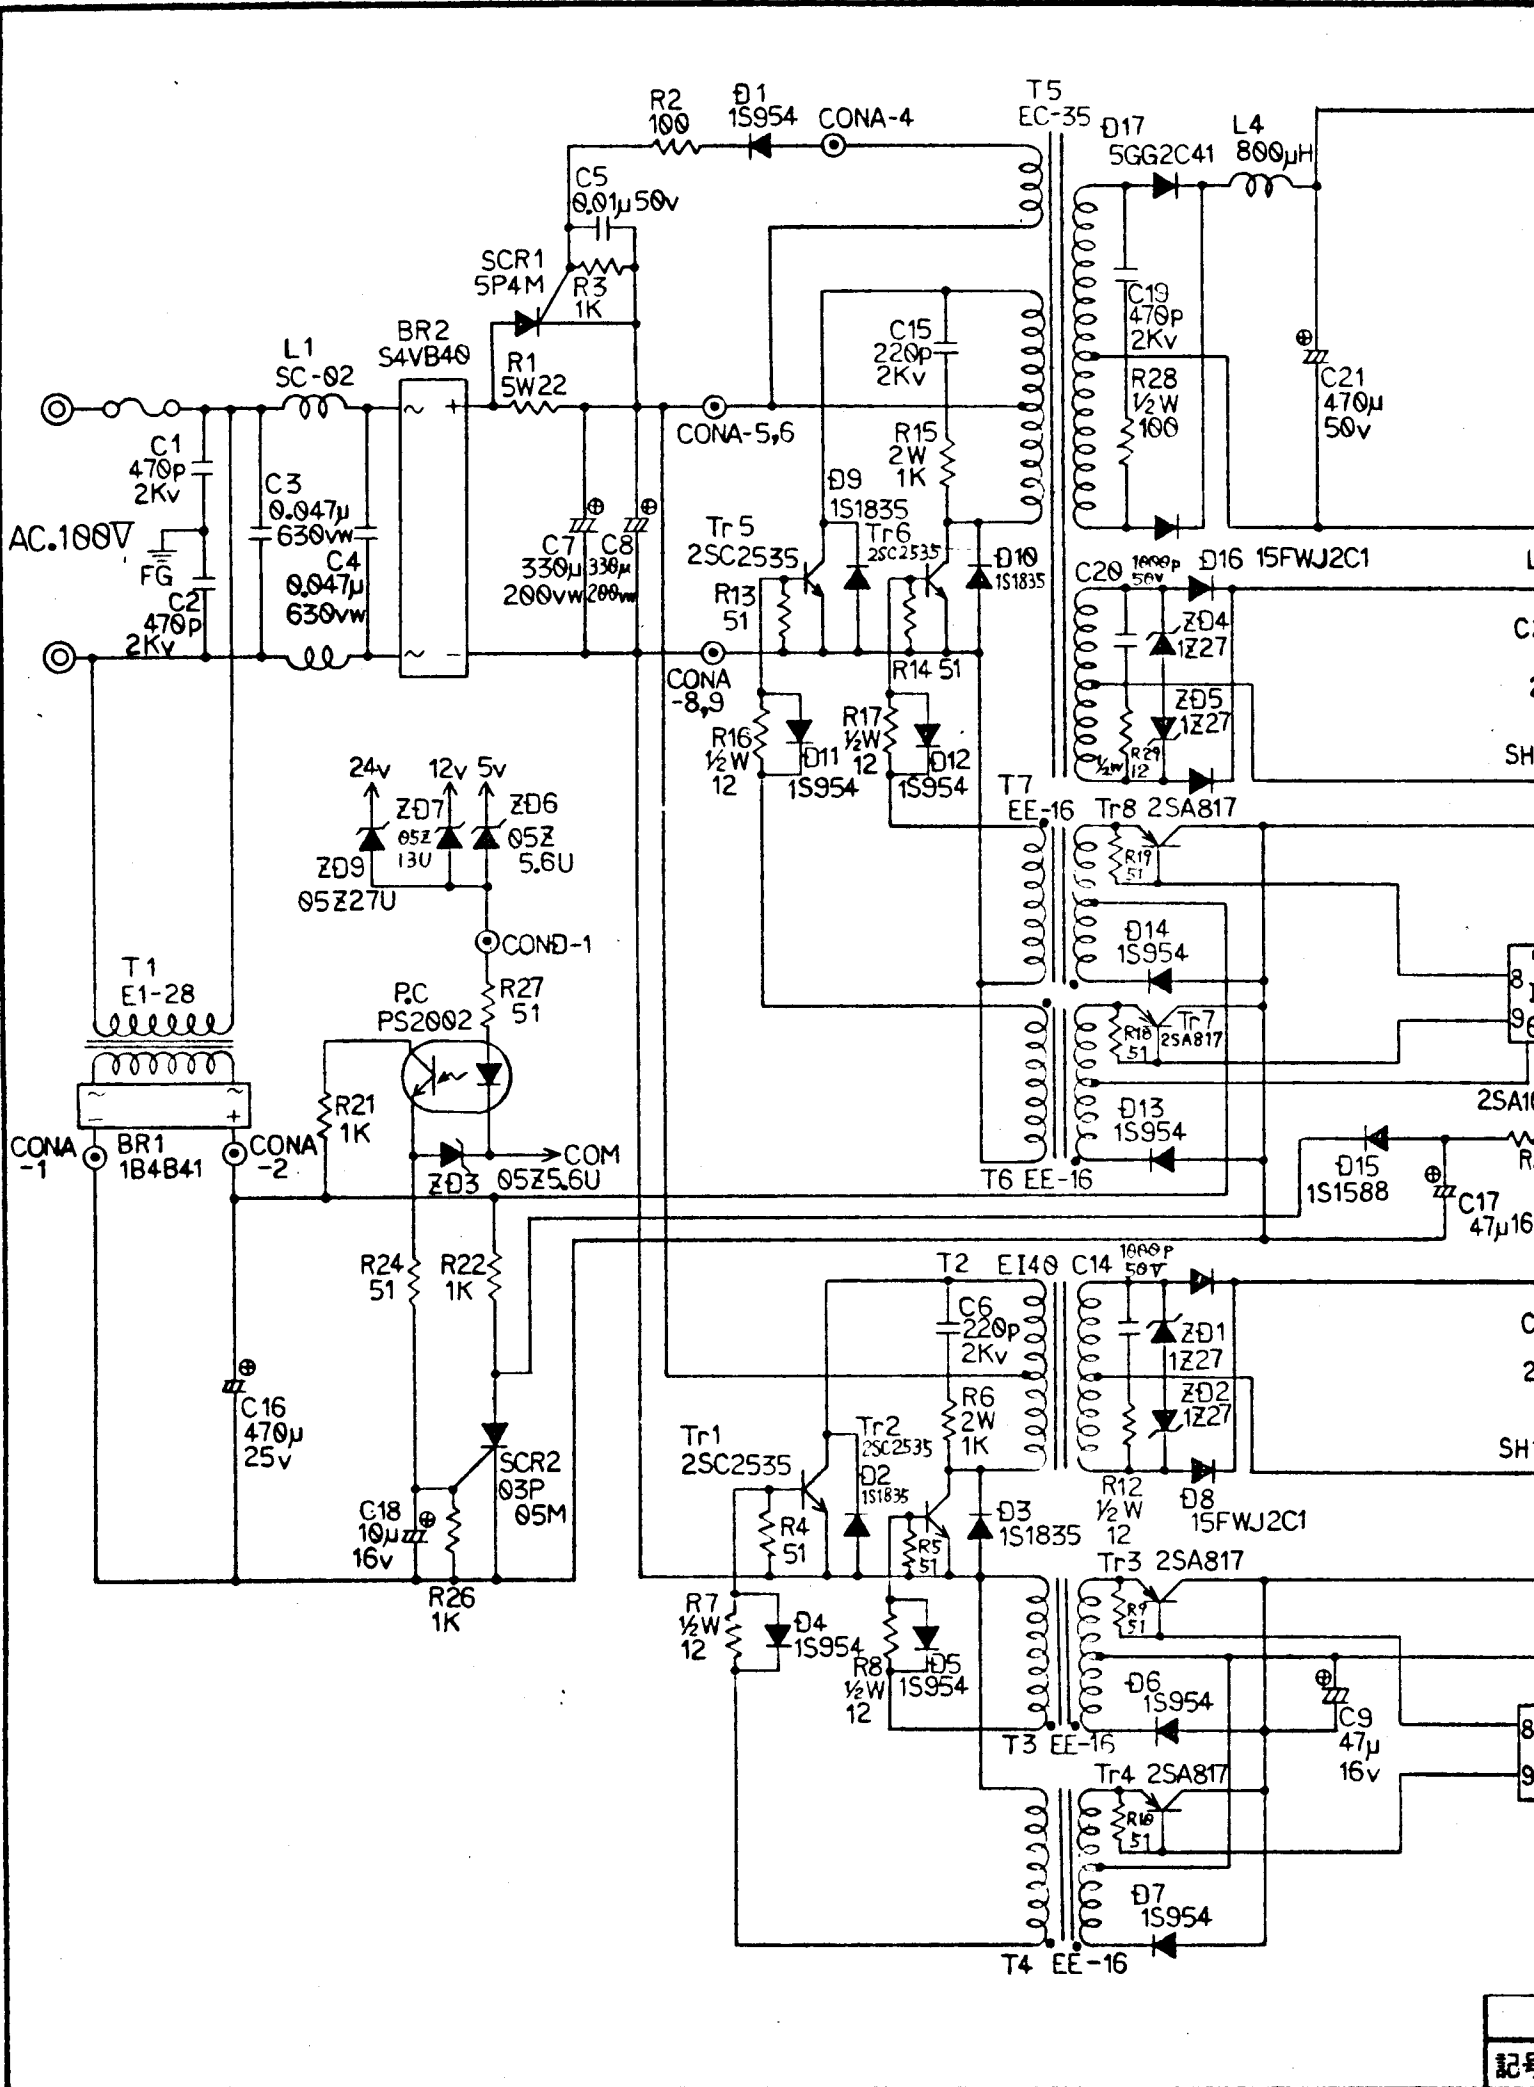 R2
100
D1
1S954
CONA-4
T5
EC-35
D17
5GG2C41
L4
800μH
C5
0.01μ50v
SCR1
5P4M
R3
1K
C19
470p
2Kv
BR2
S4VB40
L1
SC-02
R1
5W22
C15
220p
2Kv
R28
½W
100
C21
470μ
50v
CONA-5,6
R15
2W
1K
C1
470p
2Kv
C3
0.047μ
630vw
AC.100V
FG
C2
470p
2Kv
C4
0.047μ
630vw
~ +
~ -
C7
330μ
200vw
C8
330μ
200vw
Tr5
2SC2535
D9
1S1835
Tr6
2SC2535
D10
1S1835
R13
51
R14 51
C20
1000p
50v
D16 15FWJ2C1
ZD4
1Z27
ZD5
1Z27
R29
½W
12
CONA
-8,9
R16
½W
12
D11
1S954
R17
½W
12
D12
1S954
SH
24v
12v
5v
ZD7
05Z
13U
ZD6
05Z
5.6U
ZD9
05Z27U
COND-1
T7
EE-16
Tr8 2SA817
R19
51
D14
1S954
T1
E1-28
P.C
PS2002
R27
51
R18
51
Tr7
2SA817
8
9
6
~ ~
- +
CONA
-1
BR1
1B4B41
CONA
-2
R21
1K
COM
ZD3
05Z5.6U
D13
1S954
T6 EE-16
2SA10
D15
1S1588
C17
47μ16
R24
51
R22
1K
T2
EI40
C14
1000p
50V
C6
220p
2Kv
ZD1
1Z27
ZD2
1Z27
C16
470μ
25v
R6
2W
1K
Tr1
2SC2535
Tr2
2SC2535
D2
1S1835
SCR2
03P
05M
C18
10μ
16v
R4
51
R5
51
D3
1S1835
R12
½W
12
D8
15FWJ2C1
SH
R26
1K
Tr3 2SA817
R9
51
R7
½W
12
D4
1S954
R8
½W
12
D5
1S954
D6
1S954
C9
47μ
16v
8
9
T3 EE-16
Tr4 2SA817
R10
51
D7
1S954
T4 EE-16